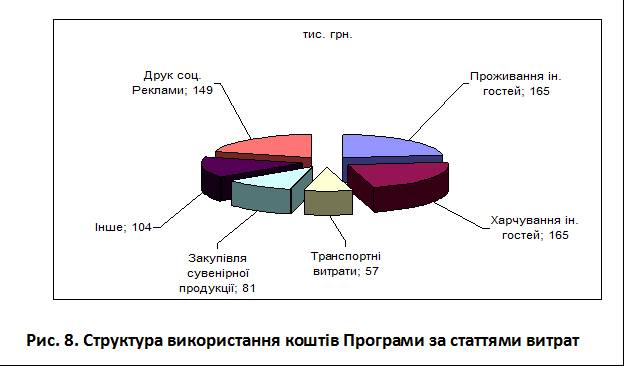 тис. грн.
Друк соц.
Реклами; 149
Проживання ін.
гостей; 165
Харчування ін.
гостей; 165
Інше; 104
Закупівля
сувенірної
продукції; 81
Транспортні
витрати; 57
Рис. 8. Структура використання коштів Програми за статтями витрат